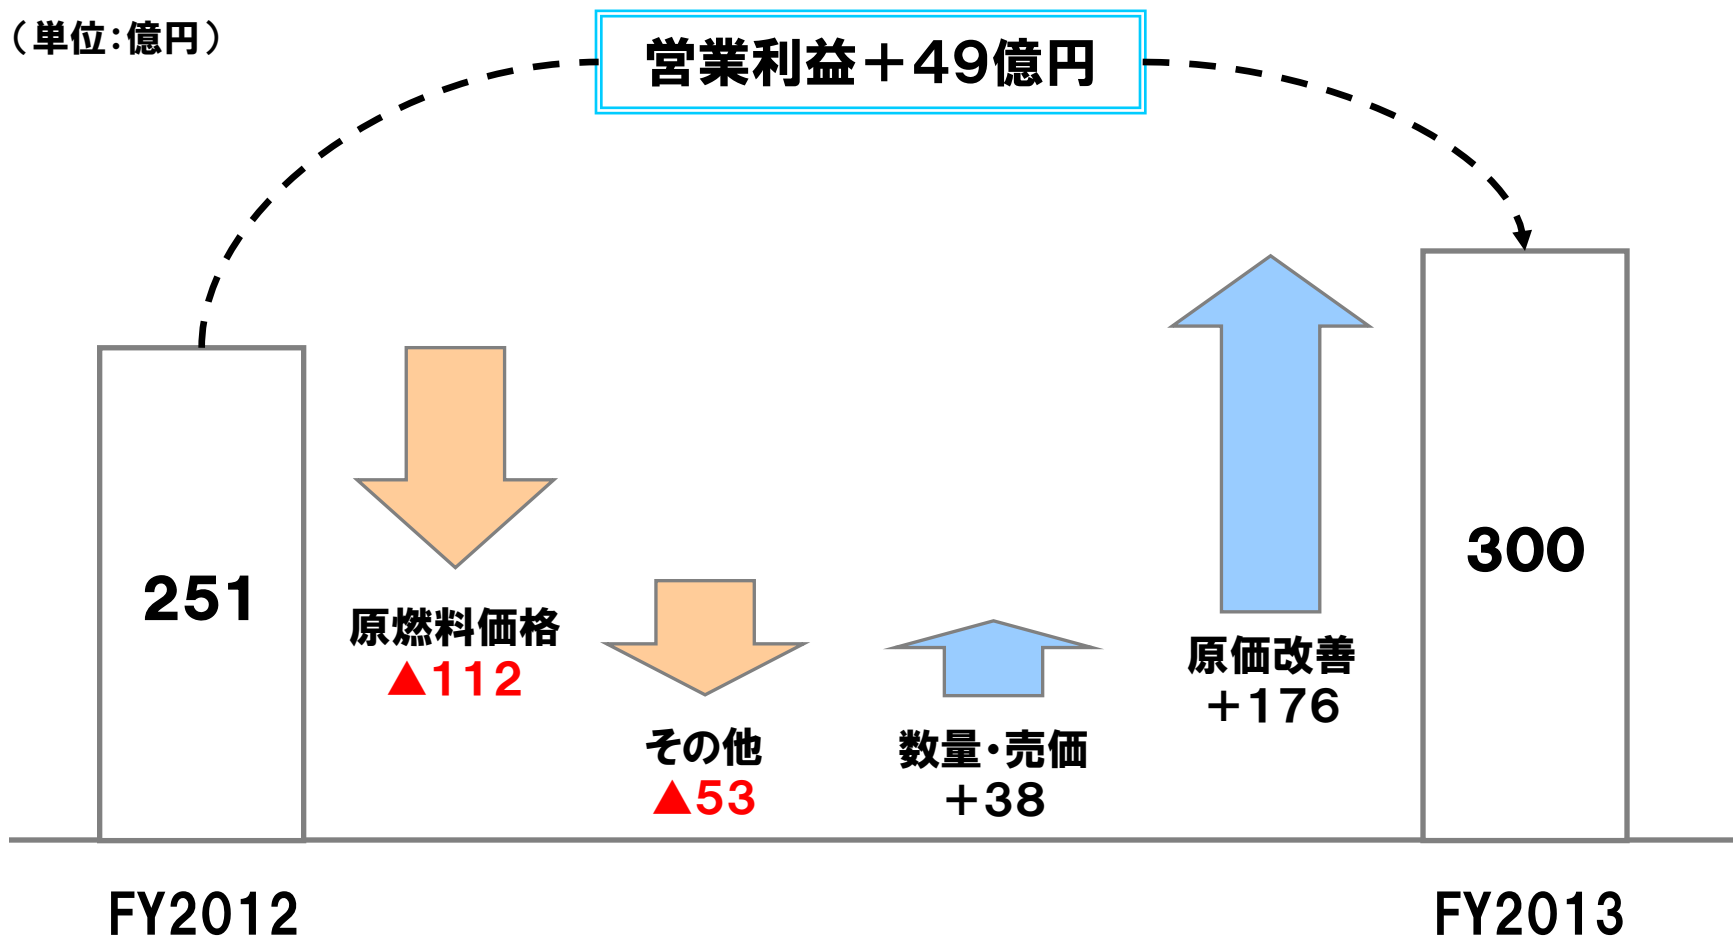 （単位：億円）
営業利益＋49億円
251
原燃料価格
▲112
その他
▲53
数量・売価
＋38
原価改善
＋176
300
FY2012
FY2013